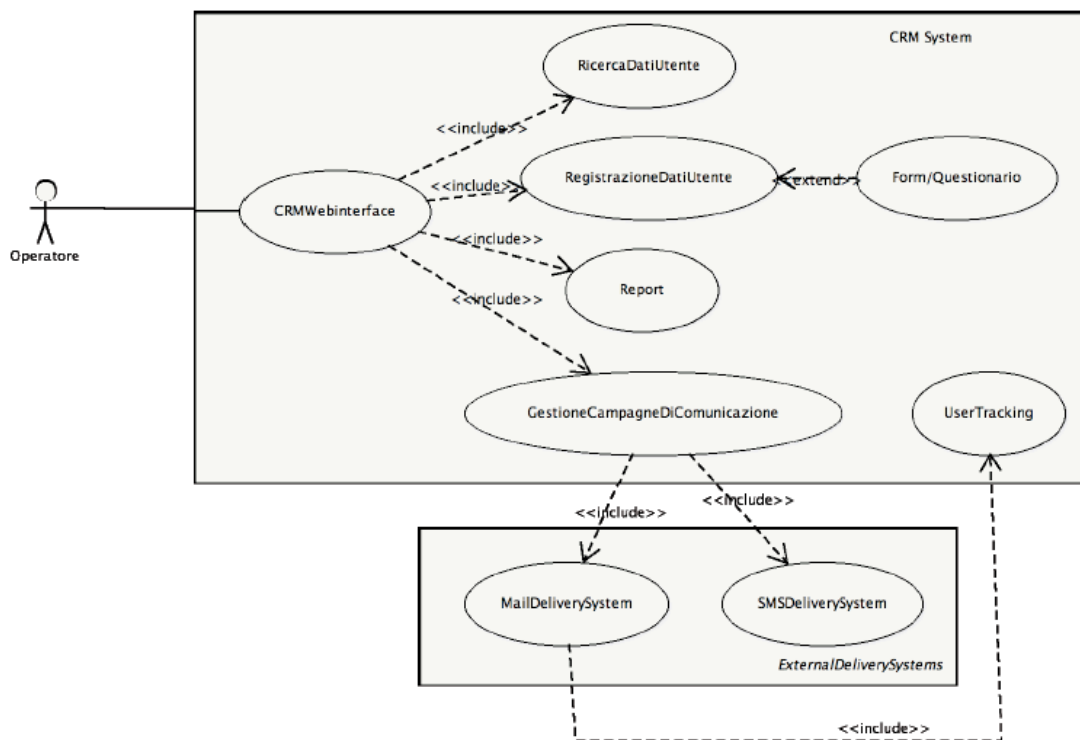 CRM System
RicercaDatiUtente
<<include>>
RegistrazioneDatiUtente
<<extend>>
Form/Questionario
<<include>>
CRMWebinterface
Operatore
<<include>>
Report
<<include>>
GestioneCampagneDiComunicazione
UserTracking
<<include>>
<<include>>
MailDeliverySystem
SMSDeliverySystem
ExternalDeliverySystems
<<include>>